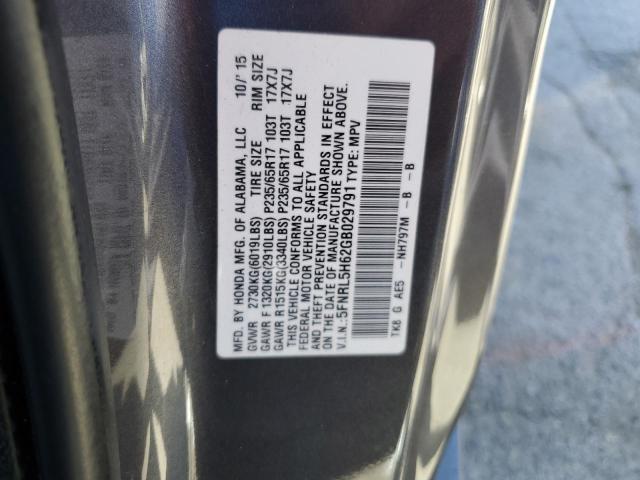 MFD. BY HONDA MFG. OF ALABAMA, LLC 10/'15
GVWR 2730KG(6019LBS) TIRE SIZE RIM SIZE
GAWR F 1320KG(2910LBS) P235/65R17 103T 17X7J
GAWR R1515KG(3340LBS) P235/65R17 103T 17X7J
THIS VEHICLE CONFORMS TO ALL APPLICABLE
FEDERAL MOTOR VEHICLE SAFETY
AND THEFT PREVENTION STANDARDS IN EFFECT
ON THE DATE OF MANUFACTURE SHOWN ABOVE.
V.I.N.:5FNRL5H62GB029791 TYPE: MPV
TK8 G AE5 -NH797M -B -B